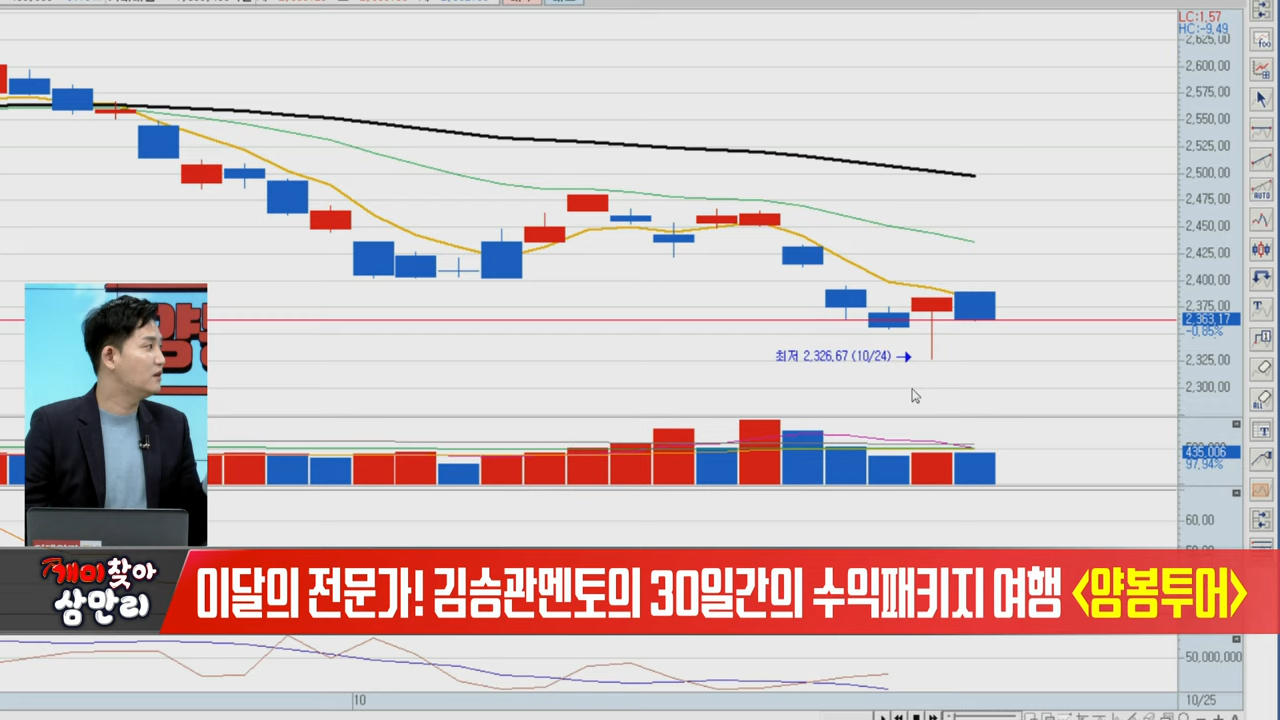 LC:1.57
HC:-9.49
2,625.00
2,600.00
2,575.00
2,550.00
2,525.00
2,500.00
2,475.00
2,450.00
2,425.00
2,400.00
2,375.00
2,363.17
-0.85%
2,325.00
2,300.00
최저 2,326.67 (10/24)
435,006
97.94%
60.00
개미찾아
삼만리
이달의 전문가! 김승관멘토의 30일간의 수익패키지 여행 <양봉투어>
50,000,000
10
10/25
AUTO
ALL